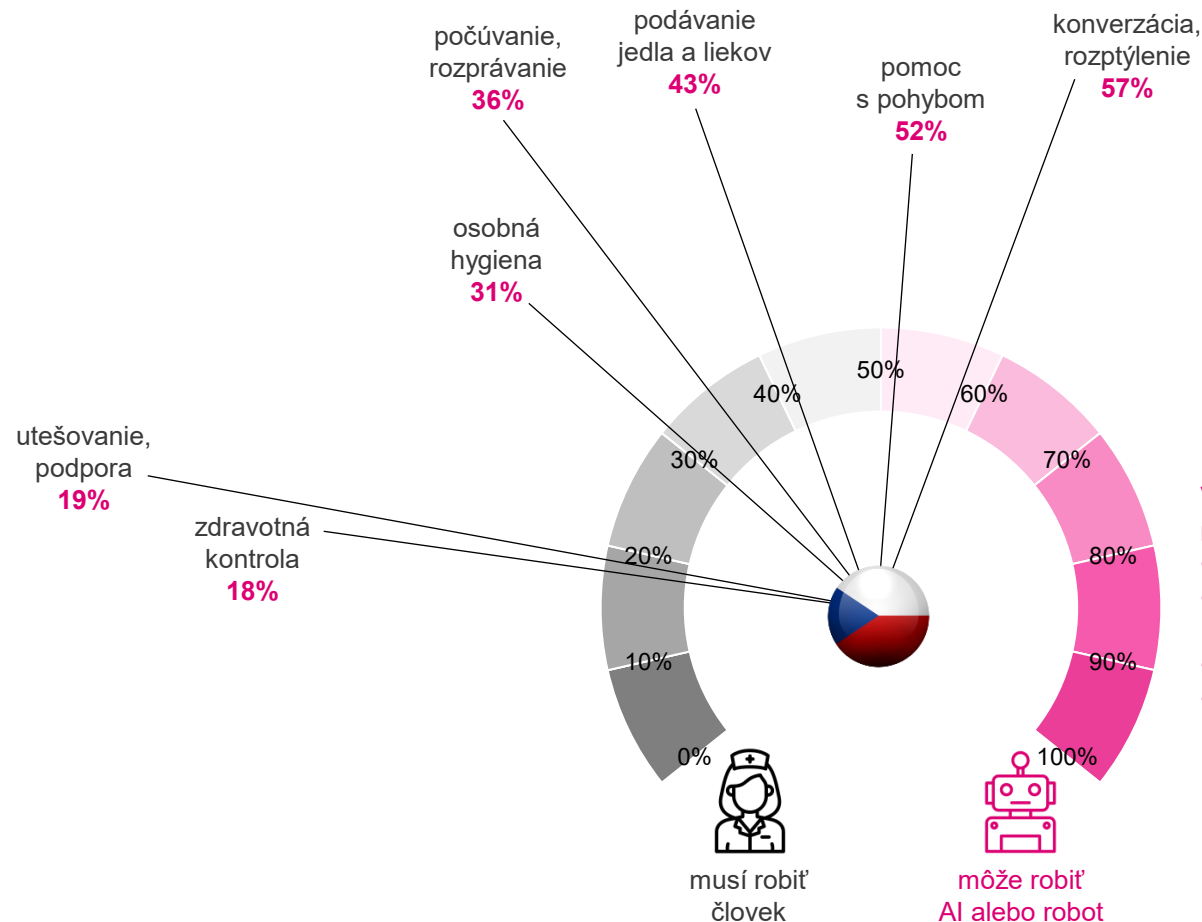 počúvanie,
rozprávanie
36%
podávanie
jedla a liekov
43%
pomoc
s pohybom
52%
konverzácia,
rozptýlenie
57%
osobná
hygiena
31%
utešovanie,
podpora
19%
zdravotná
kontrola
18%
0%
10%
20%
30%
40%
50%
60%
70%
80%
90%
100%
musí robiť
človek
môže robiť
AI alebo robot